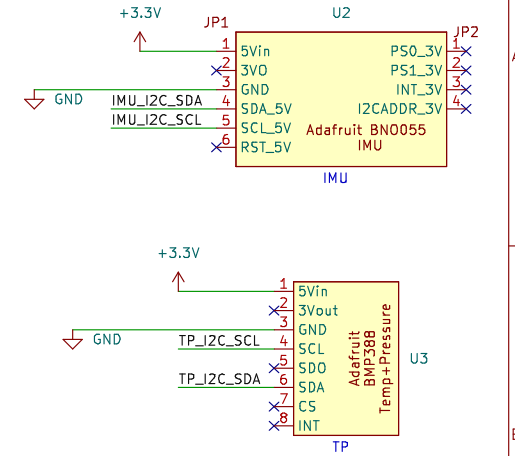 +3.3V
U2
JP1
JP2
1
5Vin
PS0_3V
1
2
3VO
PS1_3V
2
3
GND
INT_3V
3
GND
IMU_I2C_SDA
4
SDA_5V
I2CADDR_3V
4
IMU_I2C_SCL
5
SCL_5V
6
RST_5V
Adafruit BNO055
IMU
IMU
A
+3.3V
1
5Vin
2
3Vout
3
GND
GND
TP_I2C_SCL
4
SCL
5
SDO
TP_I2C_SDA
6
SDA
7
CS
8
INT
Adafruit
BMP388
Temp+Pressure
U3
TP